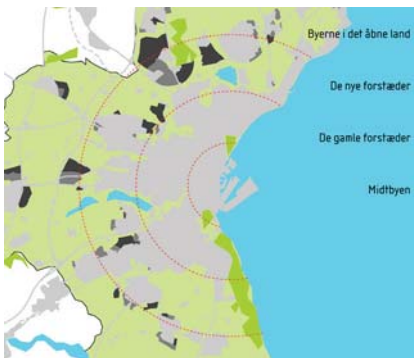 Byerne i det åbne land
De nye forstæder
De gamle forstæder
Midtbyen